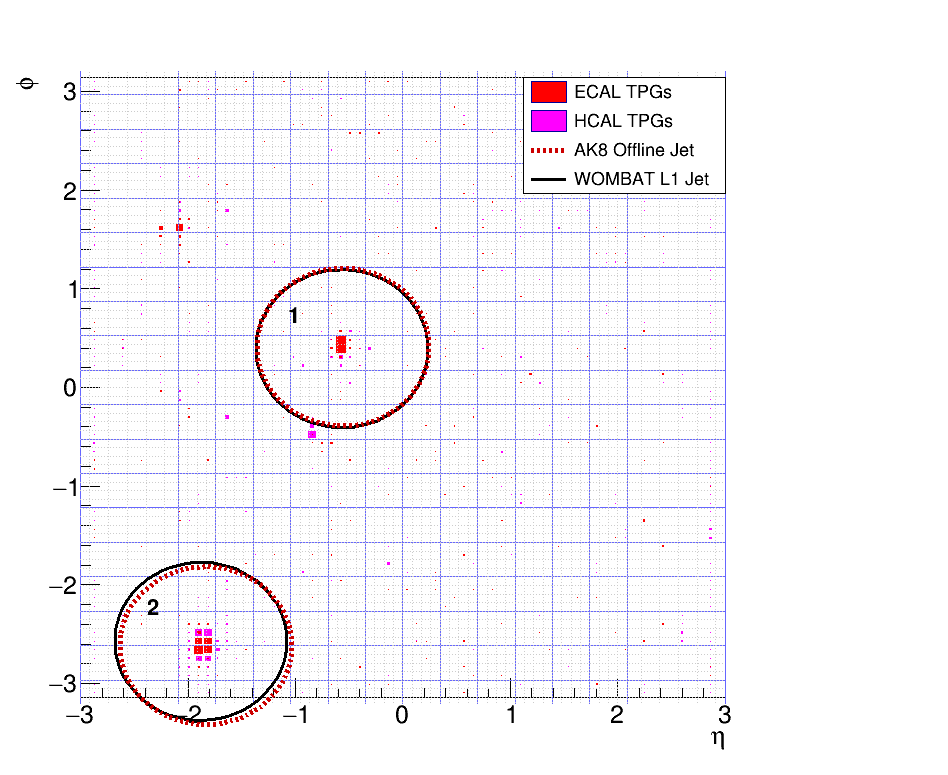 ϕ
3
2
1
0
−1
−2
−3
ECAL TPGs
HCAL TPGs
AK8 Offline Jet
WOMBAT L1 Jet
1
2
−3 −2 −1 0 1 2 3
η